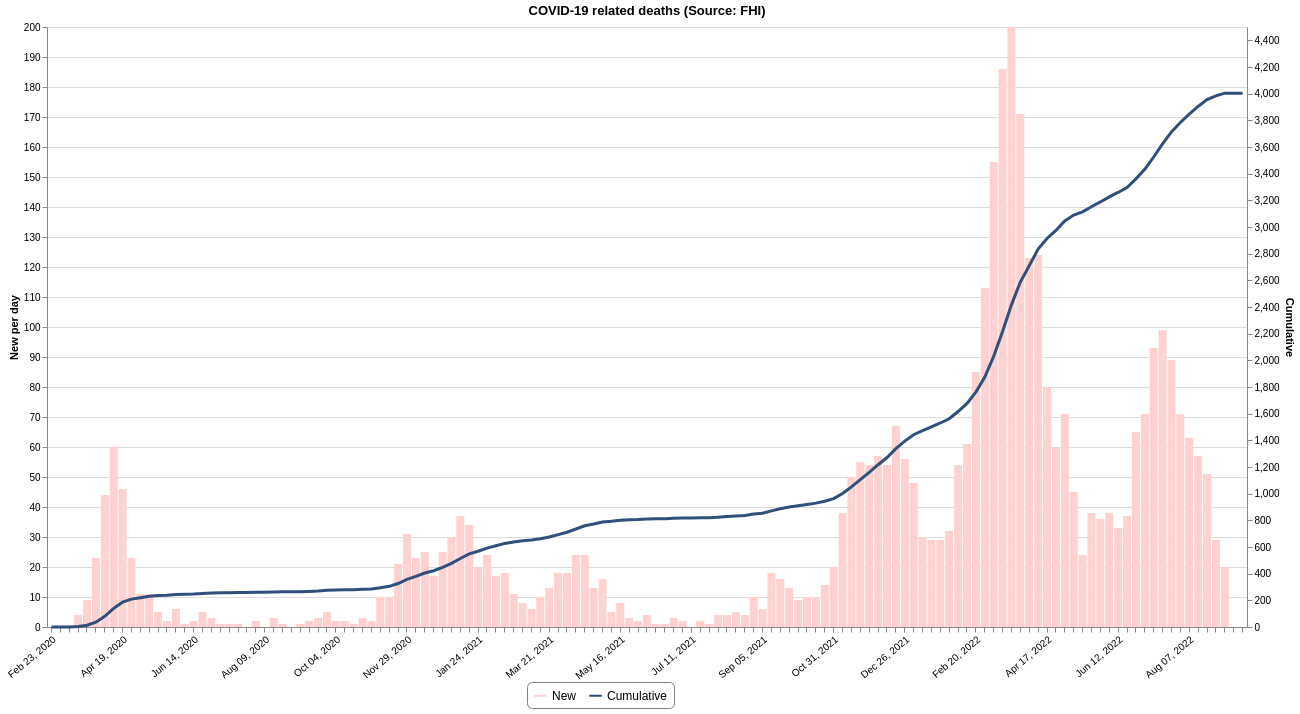 COVID-19 related deaths (Source: FHI)
New per day
200
190
180
170
160
150
140
130
120
110
100
90
80
70
60
50
40
30
20
10
0
4,400
4,200
4,000
3,800
3,600
3,400
3,200
3,000
2,800
2,600
2,400
2,200
2,000
1,800
1,600
1,400
1,200
1,000
800
600
400
200
0
Cumulative
Feb 23, 2020
Apr 19, 2020
Jun 14, 2020
Aug 09, 2020
Oct 04, 2020
Nov 29, 2020
Jan 24, 2021
Mar 21, 2021
May 16, 2021
Jul 11, 2021
Sep 05, 2021
Oct 31, 2021
Dec 26, 2021
Feb 20, 2022
Apr 17, 2022
Jun 12, 2022
Aug 07, 2022
New Cumulative